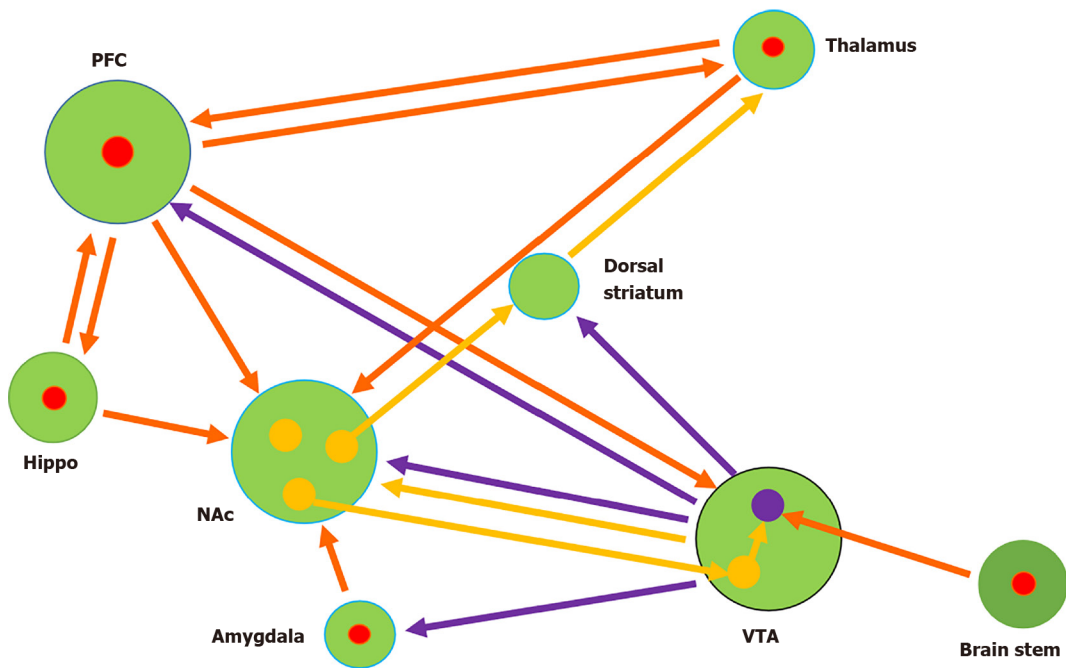 Thalamus
PFC
Dorsal
striatum
Hippo
NAc
Amygdala
VTA
Brain stem